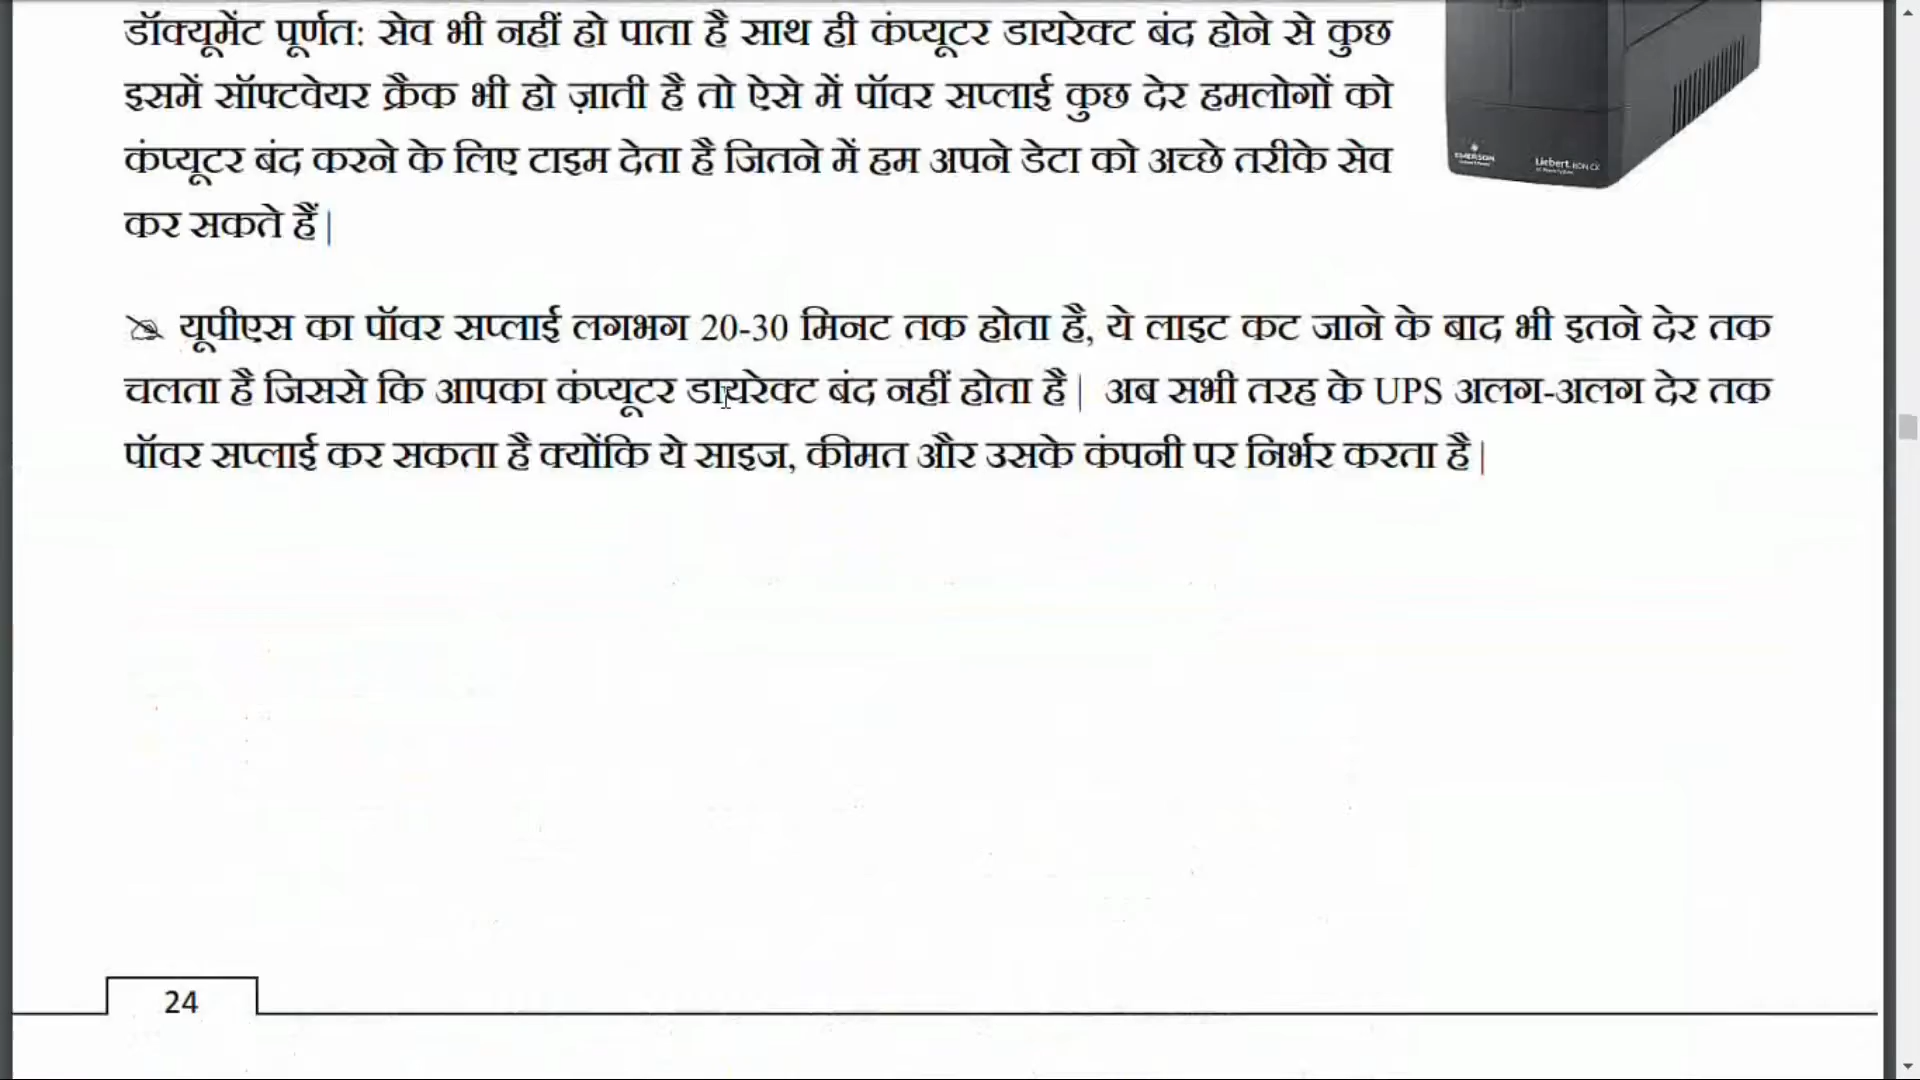 डॉक्यूमेंट पूर्णत: सेव भी नहीं हो पाता है साथ ही कंप्यूटर डायरेक्ट बंद होने से कुछ
इसमें सॉफ्टवेयर क्रैक भी हो ज़ाती है तो ऐसे में पॉवर सप्लाई कुछ देर हमलोगों को
कंप्यूटर बंद करने के लिए टाइम देता है जितने में हम अपने डेटा को अच्छे तरीके सेव
कर सकते हैं|
EMERSON
Liebert
यूपीएस का पॉवर सप्लाई लगभग 20-30 मिनट तक होता है, ये लाइट कट जाने के बाद भी इतने देर तक
चलता है जिससे कि आपका कंप्यूटर डायरेक्ट बंद नहीं होता है| अब सभी तरह के UPS अलग-अलग देर तक
पॉवर सप्लाई कर सकता है क्योंकि ये साइज, कीमत और उसके कंपनी पर निर्भर करता है|
24